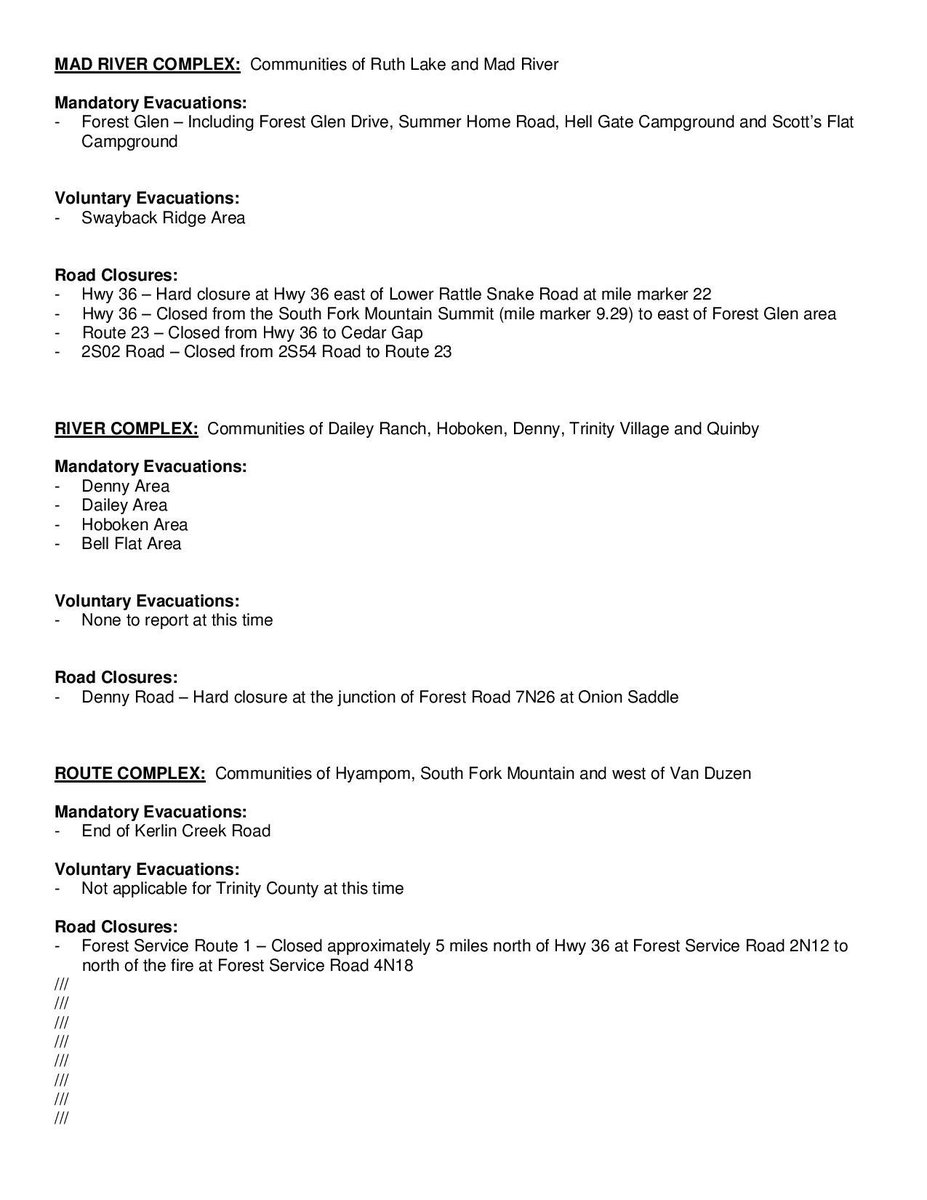 MAD RIVER COMPLEX:  Communities of Ruth Lake and Mad River
Mandatory Evacuations:
- Forest Glen – Including Forest Glen Drive, Summer Home Road, Hell Gate Campground and Scott's Flat
Campground
Voluntary Evacuations:
- Swayback Ridge Area
Road Closures:
- Hwy 36 – Hard closure at Hwy 36 east of Lower Rattle Snake Road at mile marker 22
- Hwy 36 – Closed from the South Fork Mountain Summit (mile marker 9.29) to east of Forest Glen area
- Route 23 – Closed from Hwy 36 to Cedar Gap
- 2S02 Road – Closed from 2S54 Road to Route 23
RIVER COMPLEX:  Communities of Dailey Ranch, Hoboken, Denny, Trinity Village and Quinby
Mandatory Evacuations:
- Denny Area
- Dailey Area
- Hoboken Area
- Bell Flat Area
Voluntary Evacuations:
- None to report at this time
Road Closures:
- Denny Road – Hard closure at the junction of Forest Road 7N26 at Onion Saddle
ROUTE COMPLEX:  Communities of Hyampom, South Fork Mountain and west of Van Duzen
Mandatory Evacuations:
- End of Kerlin Creek Road
Voluntary Evacuations:
- Not applicable for Trinity County at this time
Road Closures:
- Forest Service Route 1 – Closed approximately 5 miles north of Hwy 36 at Forest Service Road 2N12 to
north of the fire at Forest Service Road 4N18
///
///
///
///
///
///
///
///